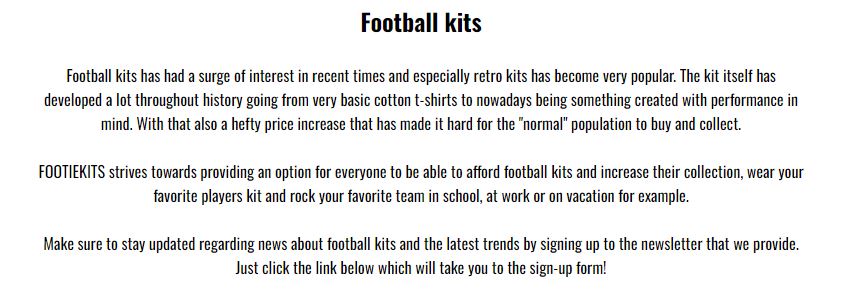 Football kits
Football kits has had a surge of interest in recent times and especially retro kits has become very popular. The kit itself has
developed a lot throughout history going from very basic cotton t-shirts to nowadays being something created with performance in
mind. With that also a hefty price increase that has made it hard for the "normal" population to buy and collect.
FOOTIEKITS strives towards providing an option for everyone to be able to afford football kits and increase their collection, wear your
favorite players kit and rock your favorite team in school, at work or on vacation for example.
Make sure to stay updated regarding news about football kits and the latest trends by signing up to the newsletter that we provide.
Just click the link below which will take you to the sign-up form!